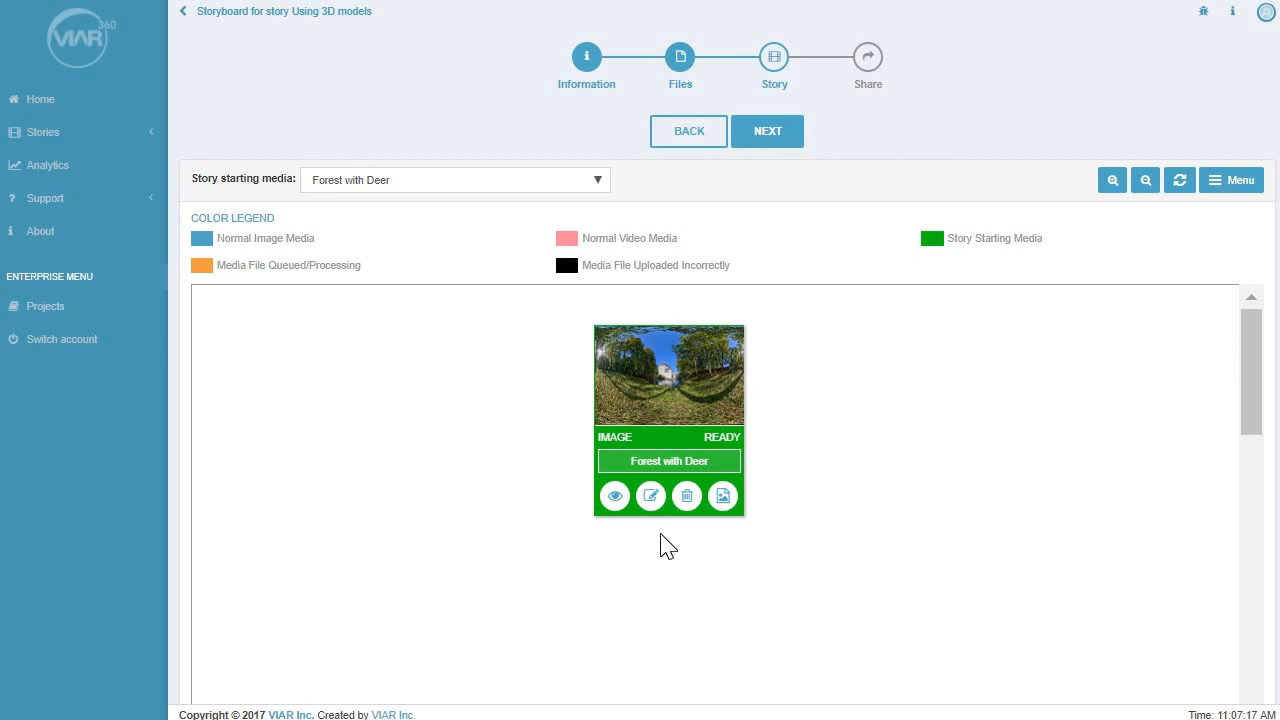 VIAR360
Storyboard for story Using 3D models
Home
Stories
Analytics
Support
About
ENTERPRISE MENU
Projects
Switch account
Information
Files
Story
Share
BACK
NEXT
Story starting media:
Forest with Deer
Menu
COLOR LEGEND
Normal Image Media
Normal Video Media
Story Starting Media
Media File Queued/Processing
Media File Uploaded Incorrectly
IMAGE
READY
Forest with Deer
Copyright © 2017 VIAR Inc. Created by VIAR Inc.
Time: 11:07:17 AM